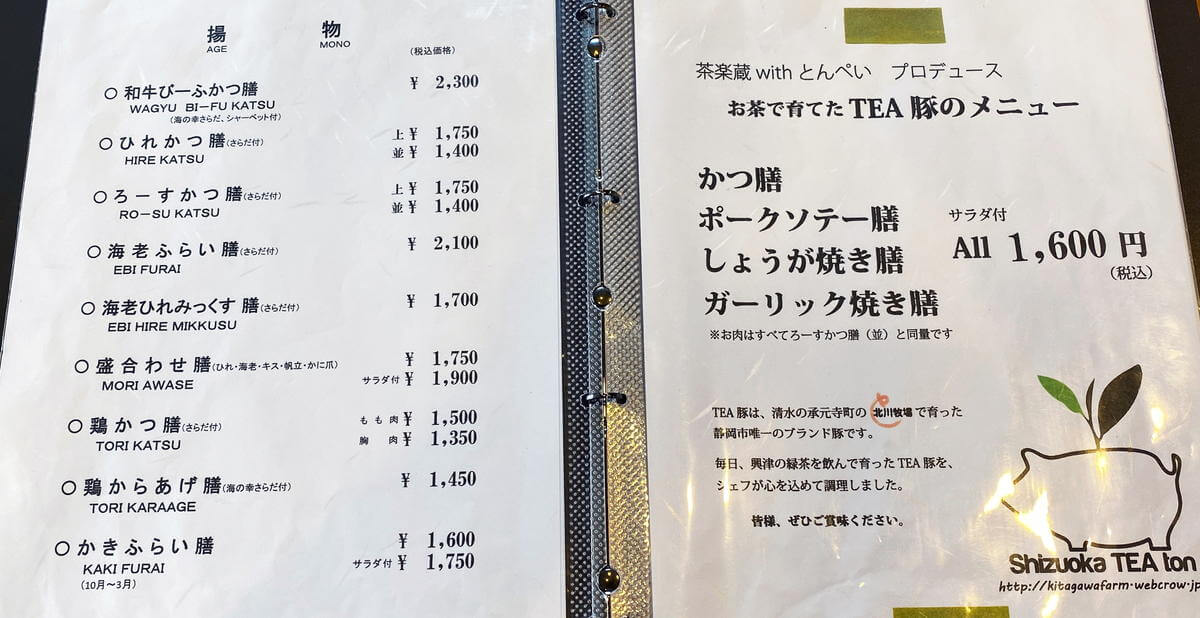 揚 物
AGE MONO
(税込価格)
○ 和牛びーふかつ膳 ¥ 2,300
WAGYU BI-FU KATSU
(海の幸さらだ、シャーベット付)
○ ひれかつ膳(さらだ付) 上 ¥ 1,750
HIRE KATSU 並 ¥ 1,400
○ ろーすかつ膳(さらだ付) 上 ¥ 1,750
RO-SU KATSU 並 ¥ 1,400
○ 海老ふらい膳(さらだ付) ¥ 2,100
EBI FURAI
○ 海老ひれみっくす膳(さらだ付) ¥ 1,700
EBI HIRE MIKKUSU
○ 盛合わせ膳(ひれ・海老・キス・帆立・かに爪) ¥ 1,750
MORI AWASE サラダ付 ¥ 1,900
○ 鶏かつ膳(さらだ付) もも肉 ¥ 1,500
TORI KATSU 胸 肉 ¥ 1,350
○ 鶏からあげ膳(海の幸さらだ付) ¥ 1,450
TORI KARAAGE
○ かきふらい膳 ¥ 1,600
KAKI FURAI サラダ付 ¥ 1,750
(10月〜3月)
茶楽蔵 with とんぺい プロデュース
お茶で育てた TEA 豚のメニュー
かつ膳
ポークソテー膳
しょうが焼き膳
ガーリック焼き膳
サラダ付
All 1,600 円
(税込)
※お肉はすべてろーすかつ膳(並)と同量です
TEA 豚は、清水の承元寺町の 北川牧場 で育った
静岡市唯一のブランド豚です。
毎日、興津の緑茶を飲んで育った TEA 豚を、
シェフが心を込めて調理しました。
皆様、ぜひご賞味ください。
Shizuoka TEA ton
http://kitagawafarm.webcrow.jp